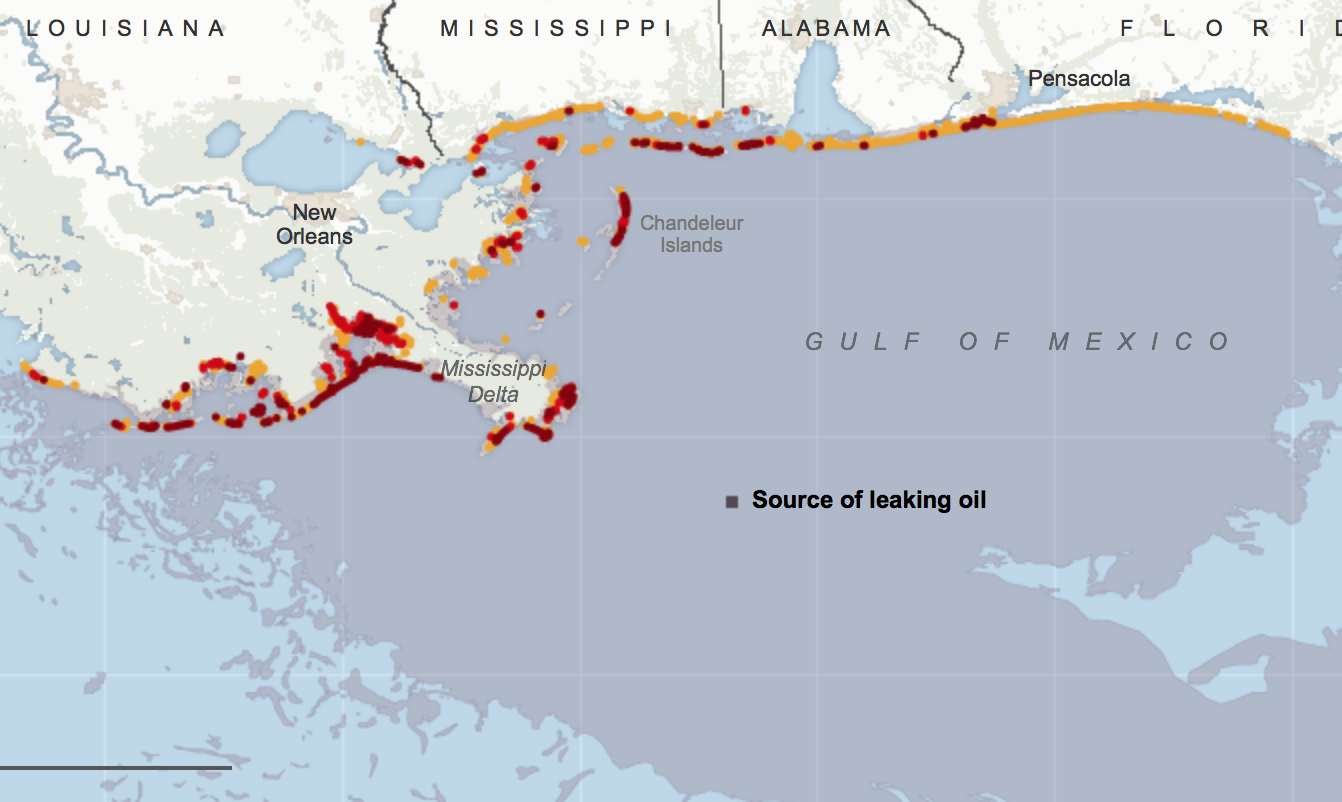 LOUISIANA
MISSISSIPPI
ALABAMA
FLORID
Pensacola
New
Orleans
Chandeleur
Islands
GULF OF MEXICO
Mississippi
Delta
Source of leaking oil